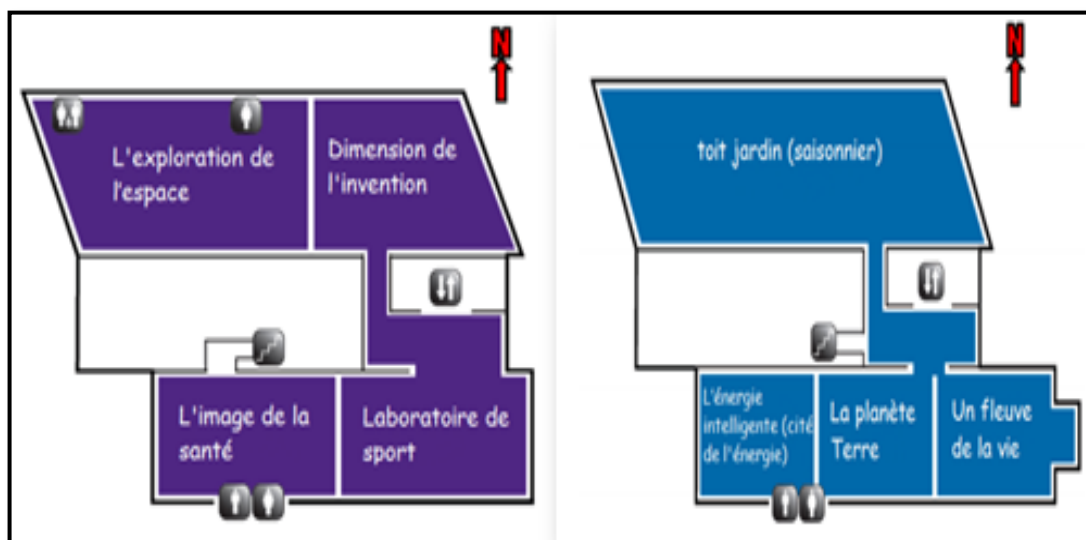 N
L'exploration de
l'espace
Dimension de
l'invention
L'image de la
santé
Laboratoire de
sport
N
toit jardin (saisonnier)
L'énergie
intelligente (cité
de l'énergie)
La planète
Terre
Un fleuve
de la vie